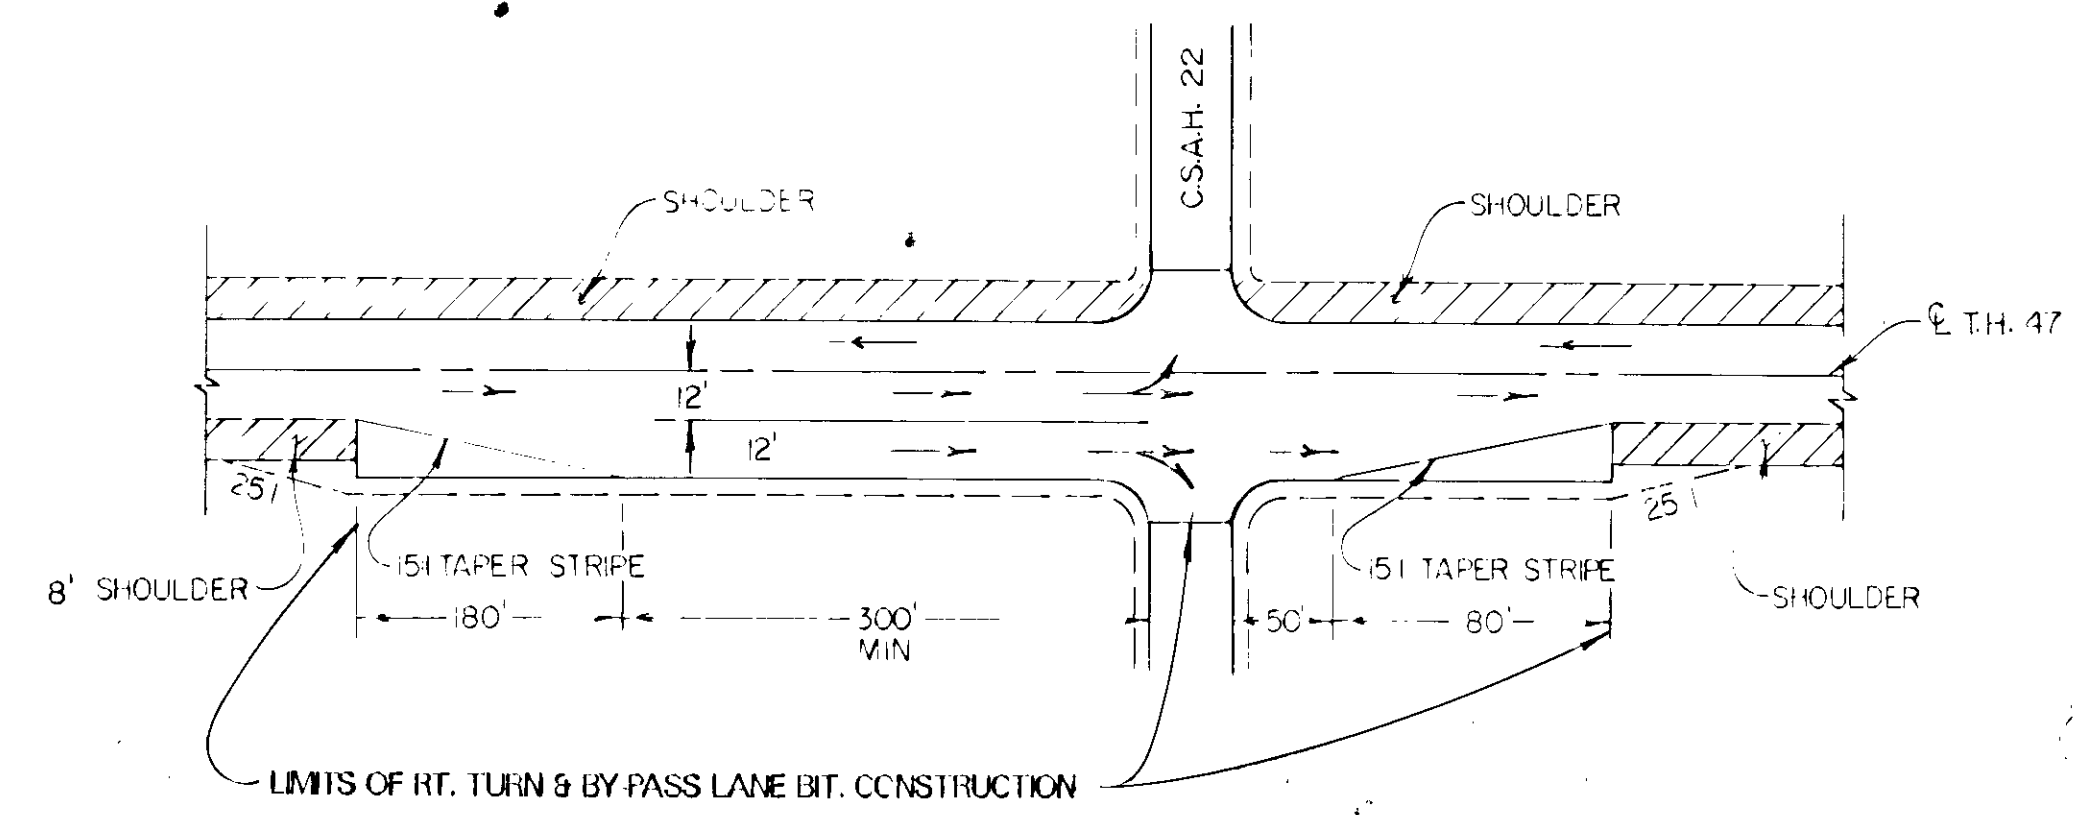 C.S.A.H. 22
SHOULDER
SHOULDER
℄ T.H. 47
12'
12'
25:1
25:1
8' SHOULDER
15:1 TAPER STRIPE
15:1 TAPER STRIPE
SHOULDER
180'
300'
MIN
50'
80'
LIMITS OF RT. TURN & BY-PASS LANE BIT. CONSTRUCTION